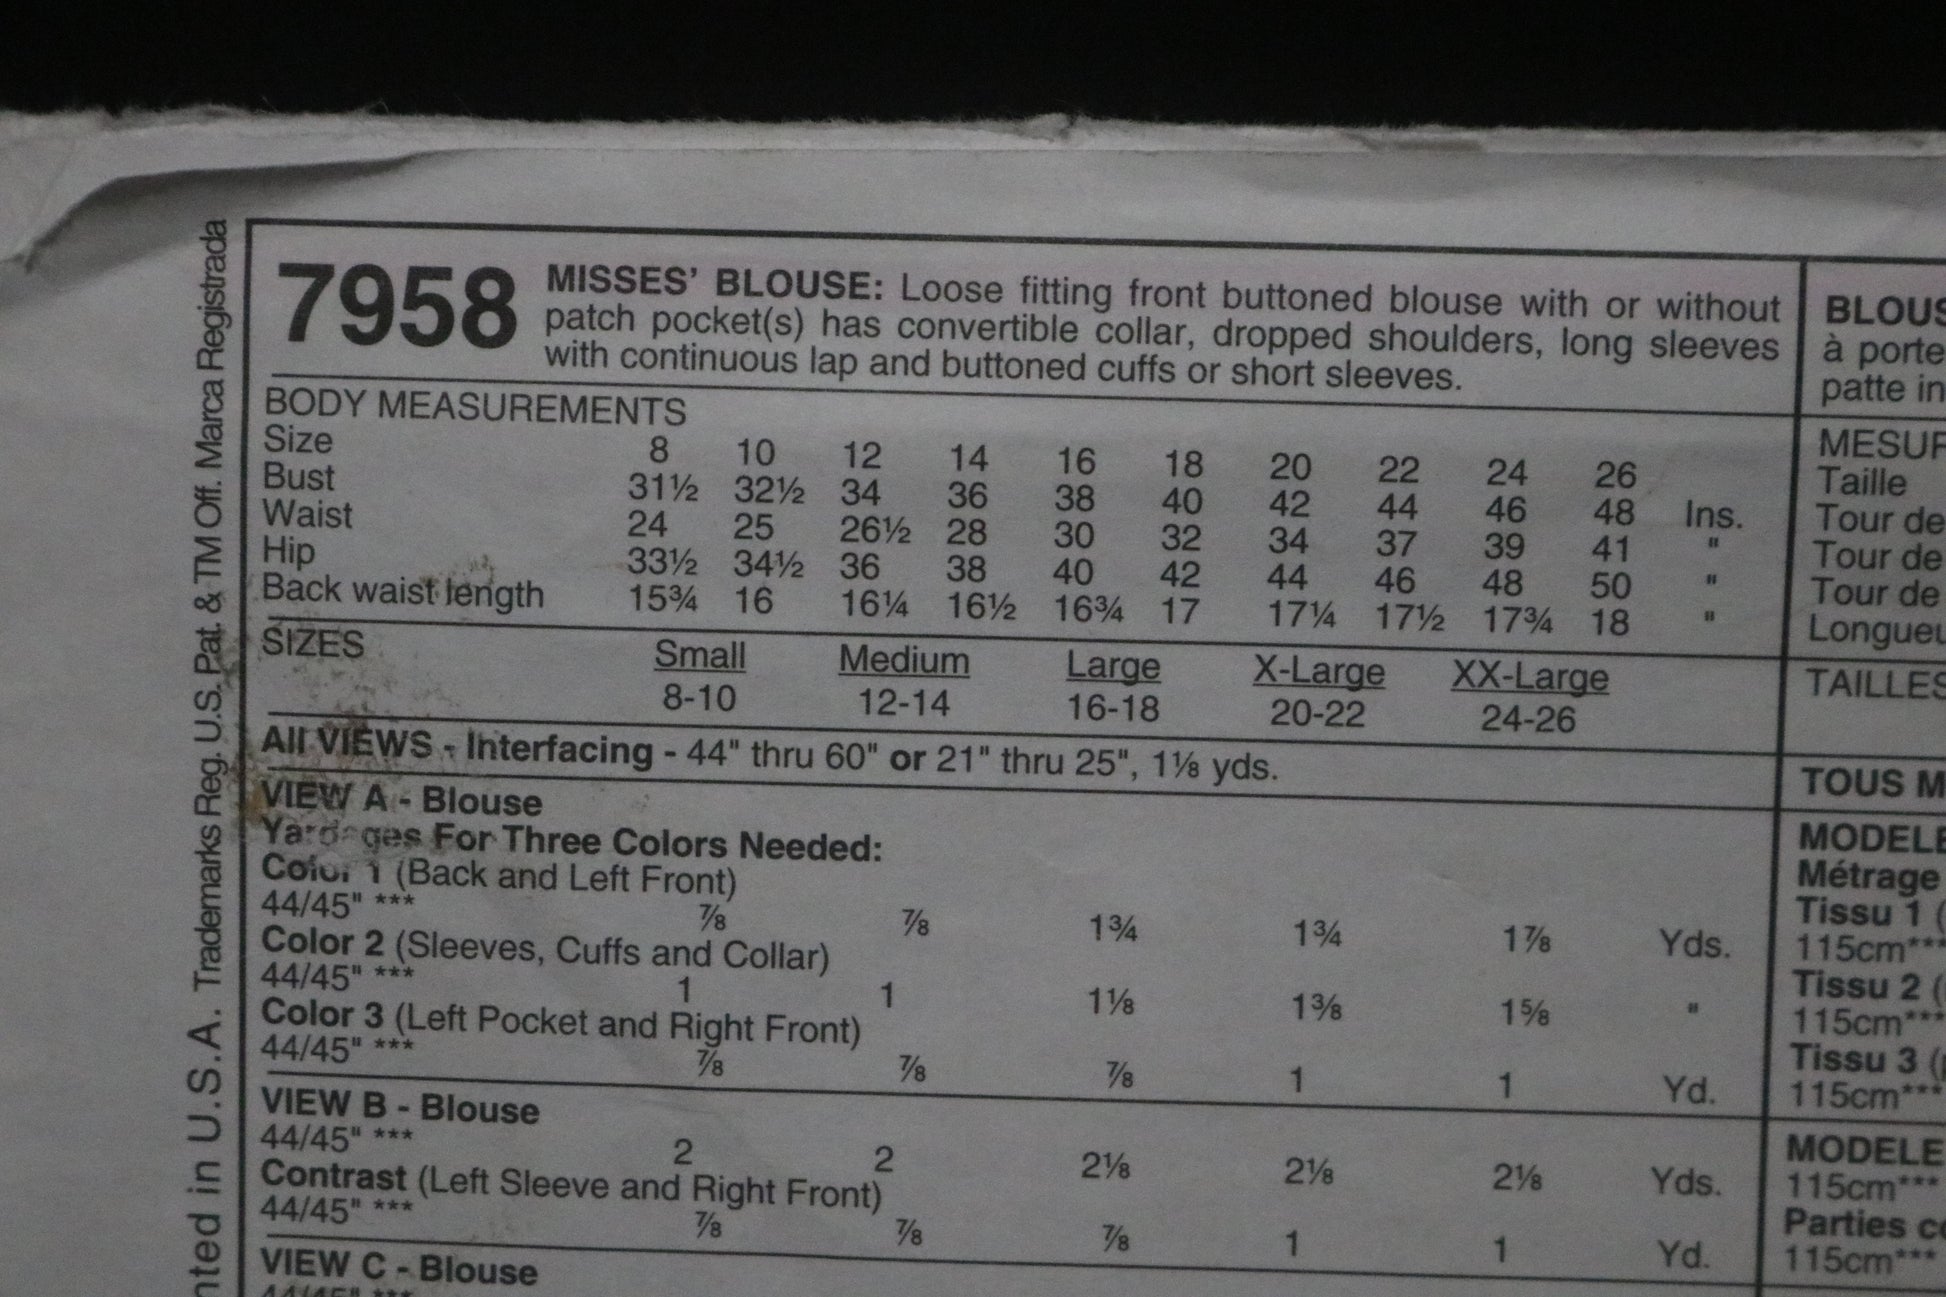 7958 MISSES' BLOUSE: Loose fitting front buttoned blouse with or without
patch pocket(s) has convertible collar, dropped shoulders, long sleeves
with continuous lap and buttoned cuffs or short sleeves.
BODY MEASUREMENTS
Size 8 10 12 14 16 18 20 22 24 26
Bust 31½ 32½ 34 36 38 40 42 44 46 48 Ins.
Waist 24 25 26½ 28 30 32 34 37 39 41 "
Hip 33½ 34½ 36 38 40 42 44 46 48 50 "
Back waist length 15¾ 16 16¼ 16½ 16¾ 17 17¼ 17½ 17¾ 18 "
SIZES Small Medium Large X-Large XX-Large
8-10 12-14 16-18 20-22 24-26
All VIEWS - Interfacing - 44" thru 60" or 21" thru 25", 1⅛ yds.
VIEW A - Blouse
Yardages For Three Colors Needed:
Color 1 (Back and Left Front)
44/45" *** ⅞ ⅞ 1¾ 1¾ 1⅞ Yds.
Color 2 (Sleeves, Cuffs and Collar)
44/45" *** 1 1 1⅛ 1⅜ 1⅝ "
Color 3 (Left Pocket and Right Front)
44/45" *** ⅞ ⅞ ⅞ 1 1 Yd.
VIEW B - Blouse
44/45" *** 2 2 2⅛ 2⅛ 2⅛ Yds.
Contrast (Left Sleeve and Right Front)
44/45" *** ⅞ ⅞ ⅞ 1 1 Yd.
VIEW C - Blouse
44/45" ***
BLOUS
à porte
patte in
MESUR
Taille
Tour de
Tour de
Tour de
Longueu
TAILLES
TOUS M
MODELE
Métrage
Tissu 1 (
115cm***
Tissu 2 (
115cm***
Tissu 3 (
115cm***
MODELE
115cm***
Parties co
115cm***
nted in U.S.A. Trademarks Reg. U.S. Pat. & TM Off. Marca Registrada